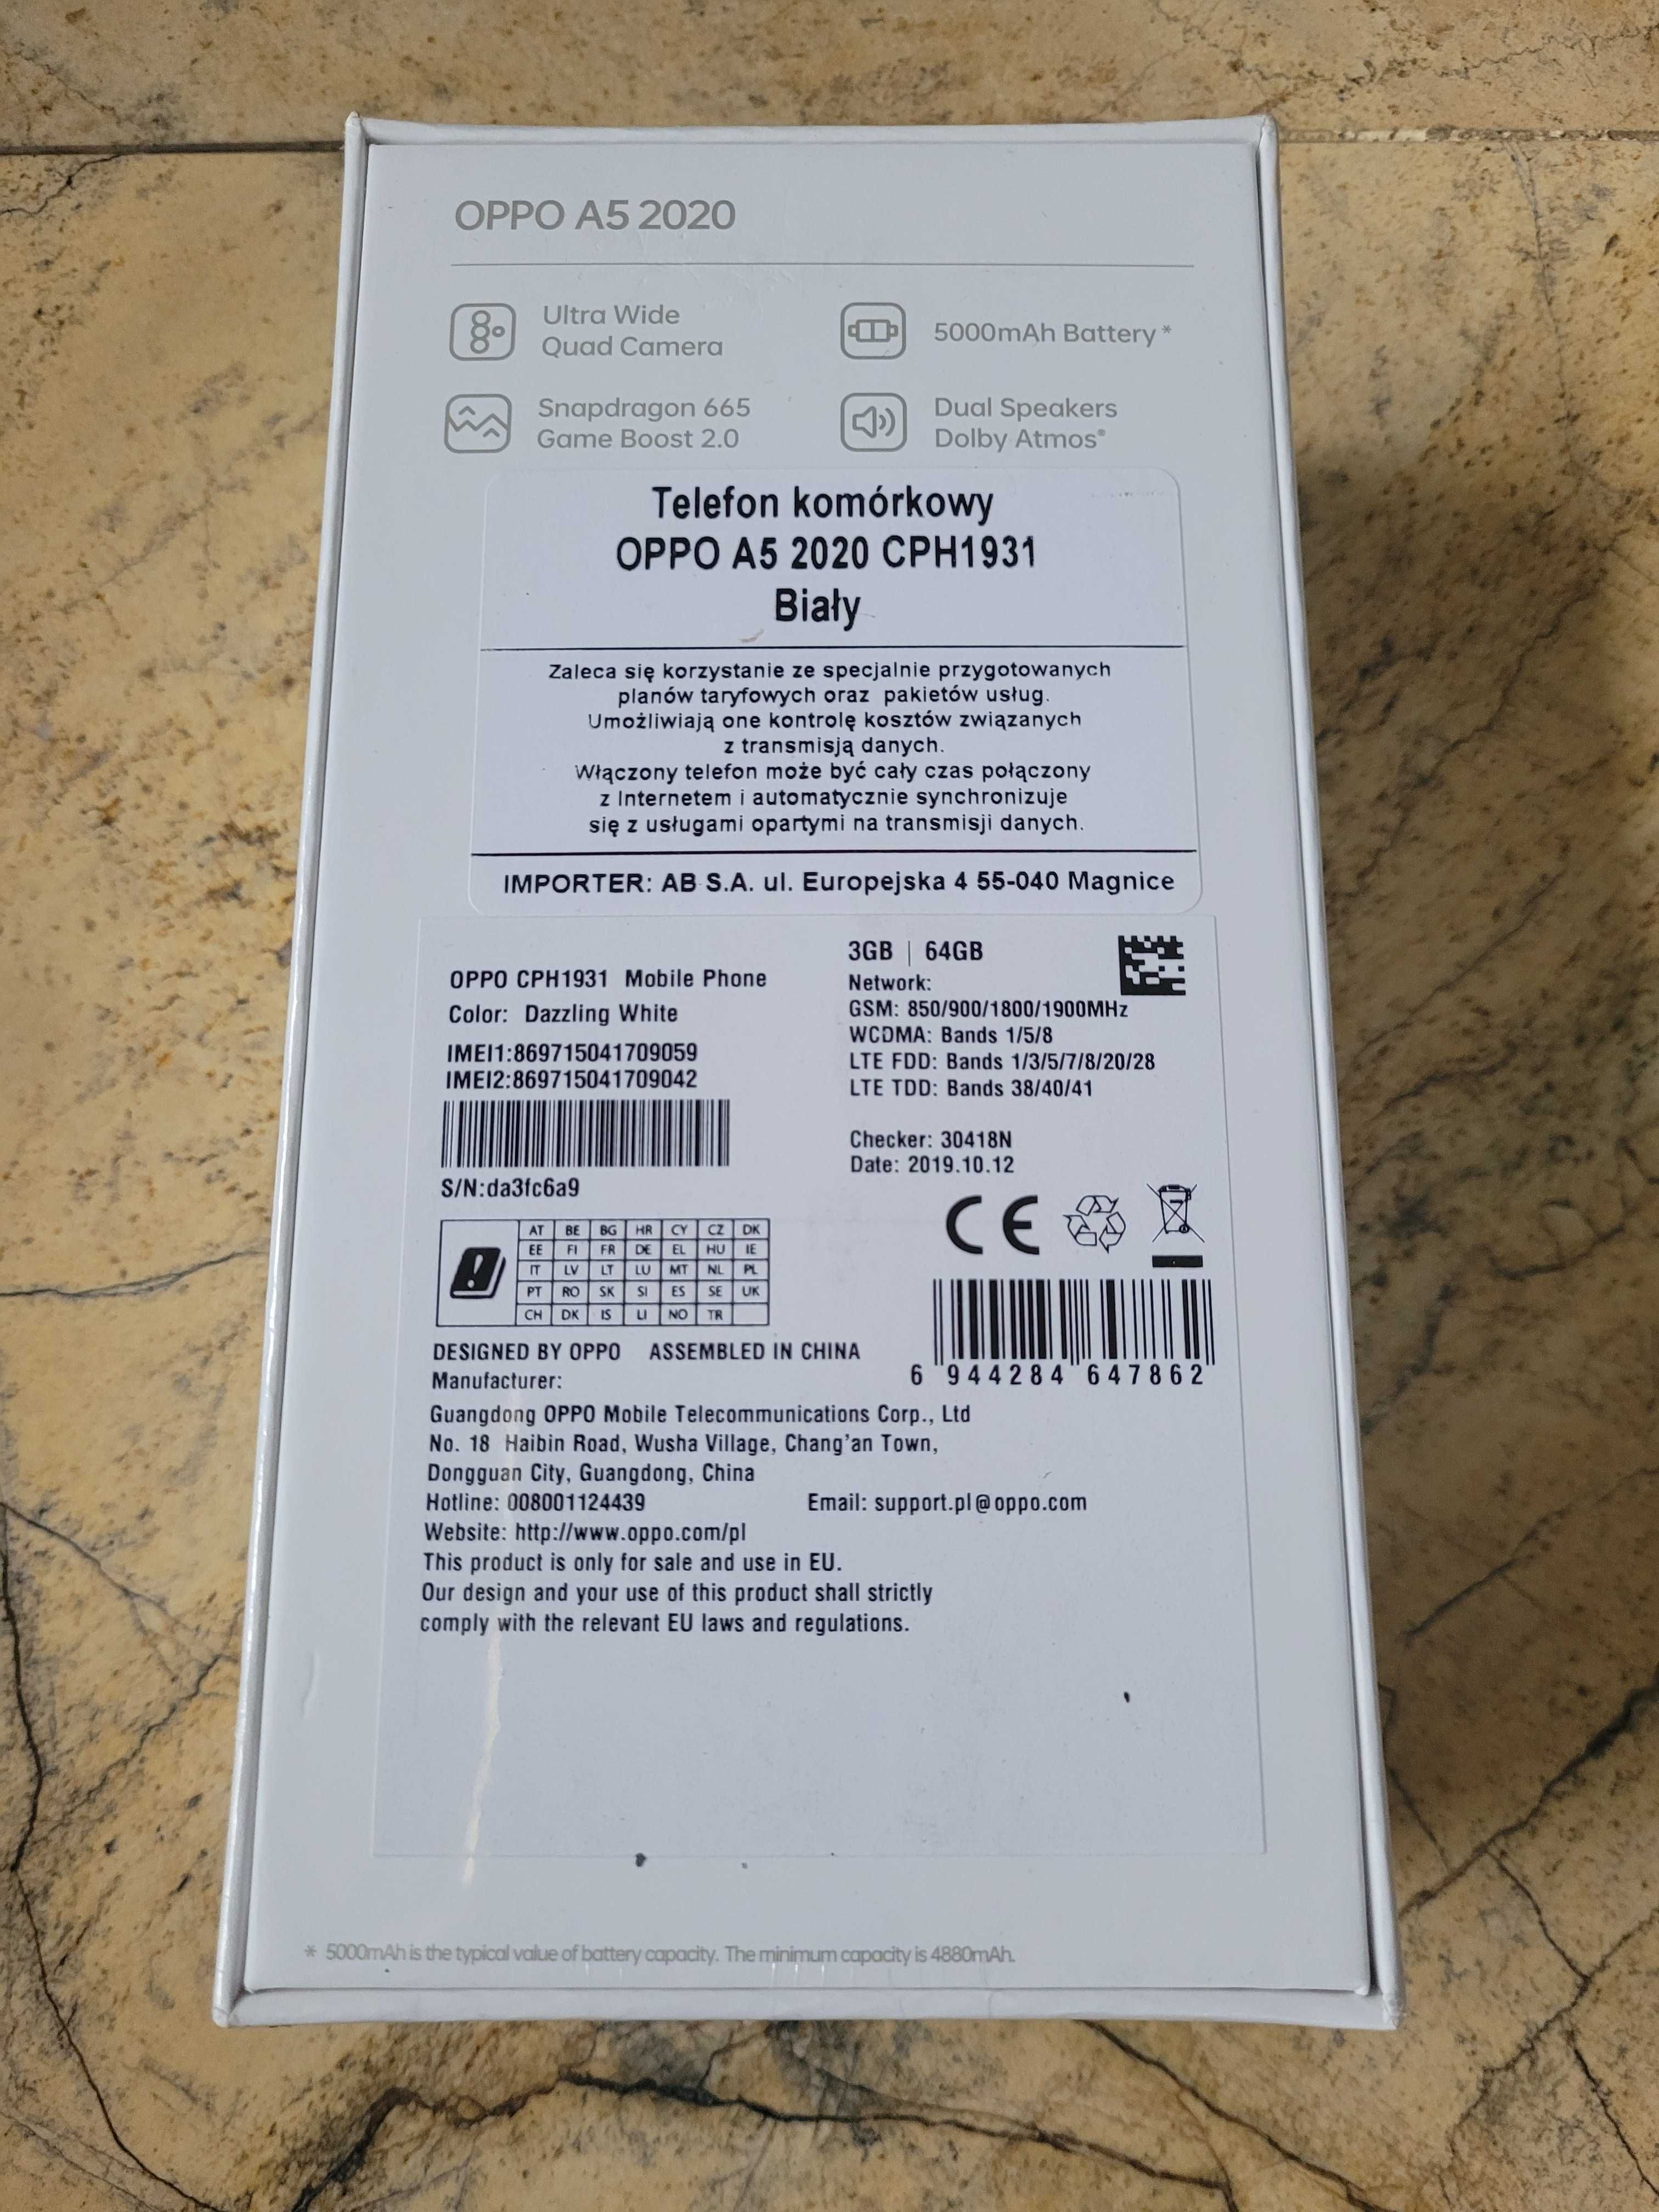 OPPO A5 2020
Ultra Wide
Quad Camera
5000mAh Battery *
Snapdragon 665
Game Boost 2.0
Dual Speakers
Dolby Atmos®
Telefon komórkowy
OPPO A5 2020 CPH1931
Biały
Zaleca się korzystanie ze specjalnie przygotowanych
planów taryfowych oraz pakietów usług.
Umożliwiają one kontrolę kosztów związanych
z transmisją danych.
Włączony telefon może być cały czas połączony
z Internetem i automatycznie synchronizuje
się z usługami opartymi na transmisji danych.
IMPORTER: AB S.A. ul. Europejska 4 55-040 Magnice
OPPO CPH1931 Mobile Phone
Color: Dazzling White
IMEI1:869715041709059
IMEI2:869715041709042
S/N:da3fc6a9
3GB | 64GB
Network:
GSM: 850/900/1800/1900MHz
WCDMA: Bands 1/5/8
LTE FDD: Bands 1/3/5/7/8/20/28
LTE TDD: Bands 38/40/41
Checker: 30418N
Date: 2019.10.12
CE
AT BE BG HR CY CZ DK
EE FI FR DE EL HU IE
IT LV LT LU MT NL PL
PT RO SK SI ES SE UK
CH DK IS LI NO TR
6 944284 647862
DESIGNED BY OPPO ASSEMBLED IN CHINA
Manufacturer:
Guangdong OPPO Mobile Telecommunications Corp., Ltd
No. 18 Haibin Road, Wusha Village, Chang'an Town,
Dongguan City, Guangdong, China
Hotline: 008001124439 Email: support.pl@oppo.com
Website: http://www.oppo.com/pl
This product is only for sale and use in EU.
Our design and your use of this product shall strictly
comply with the relevant EU laws and regulations.
* 5000mAh is the typical value of battery capacity. The minimum capacity is 4880mAh.